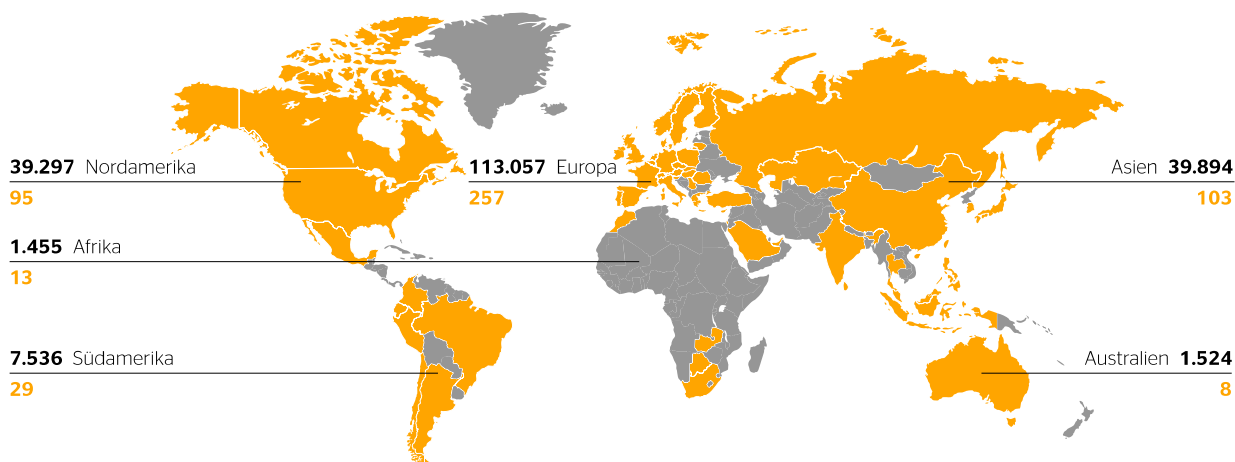 39.297 Nordamerika
95
113.057 Europa
257
Asien 39.894
103
1.455 Afrika
13
7.536 Südamerika
29
Australien 1.524
8